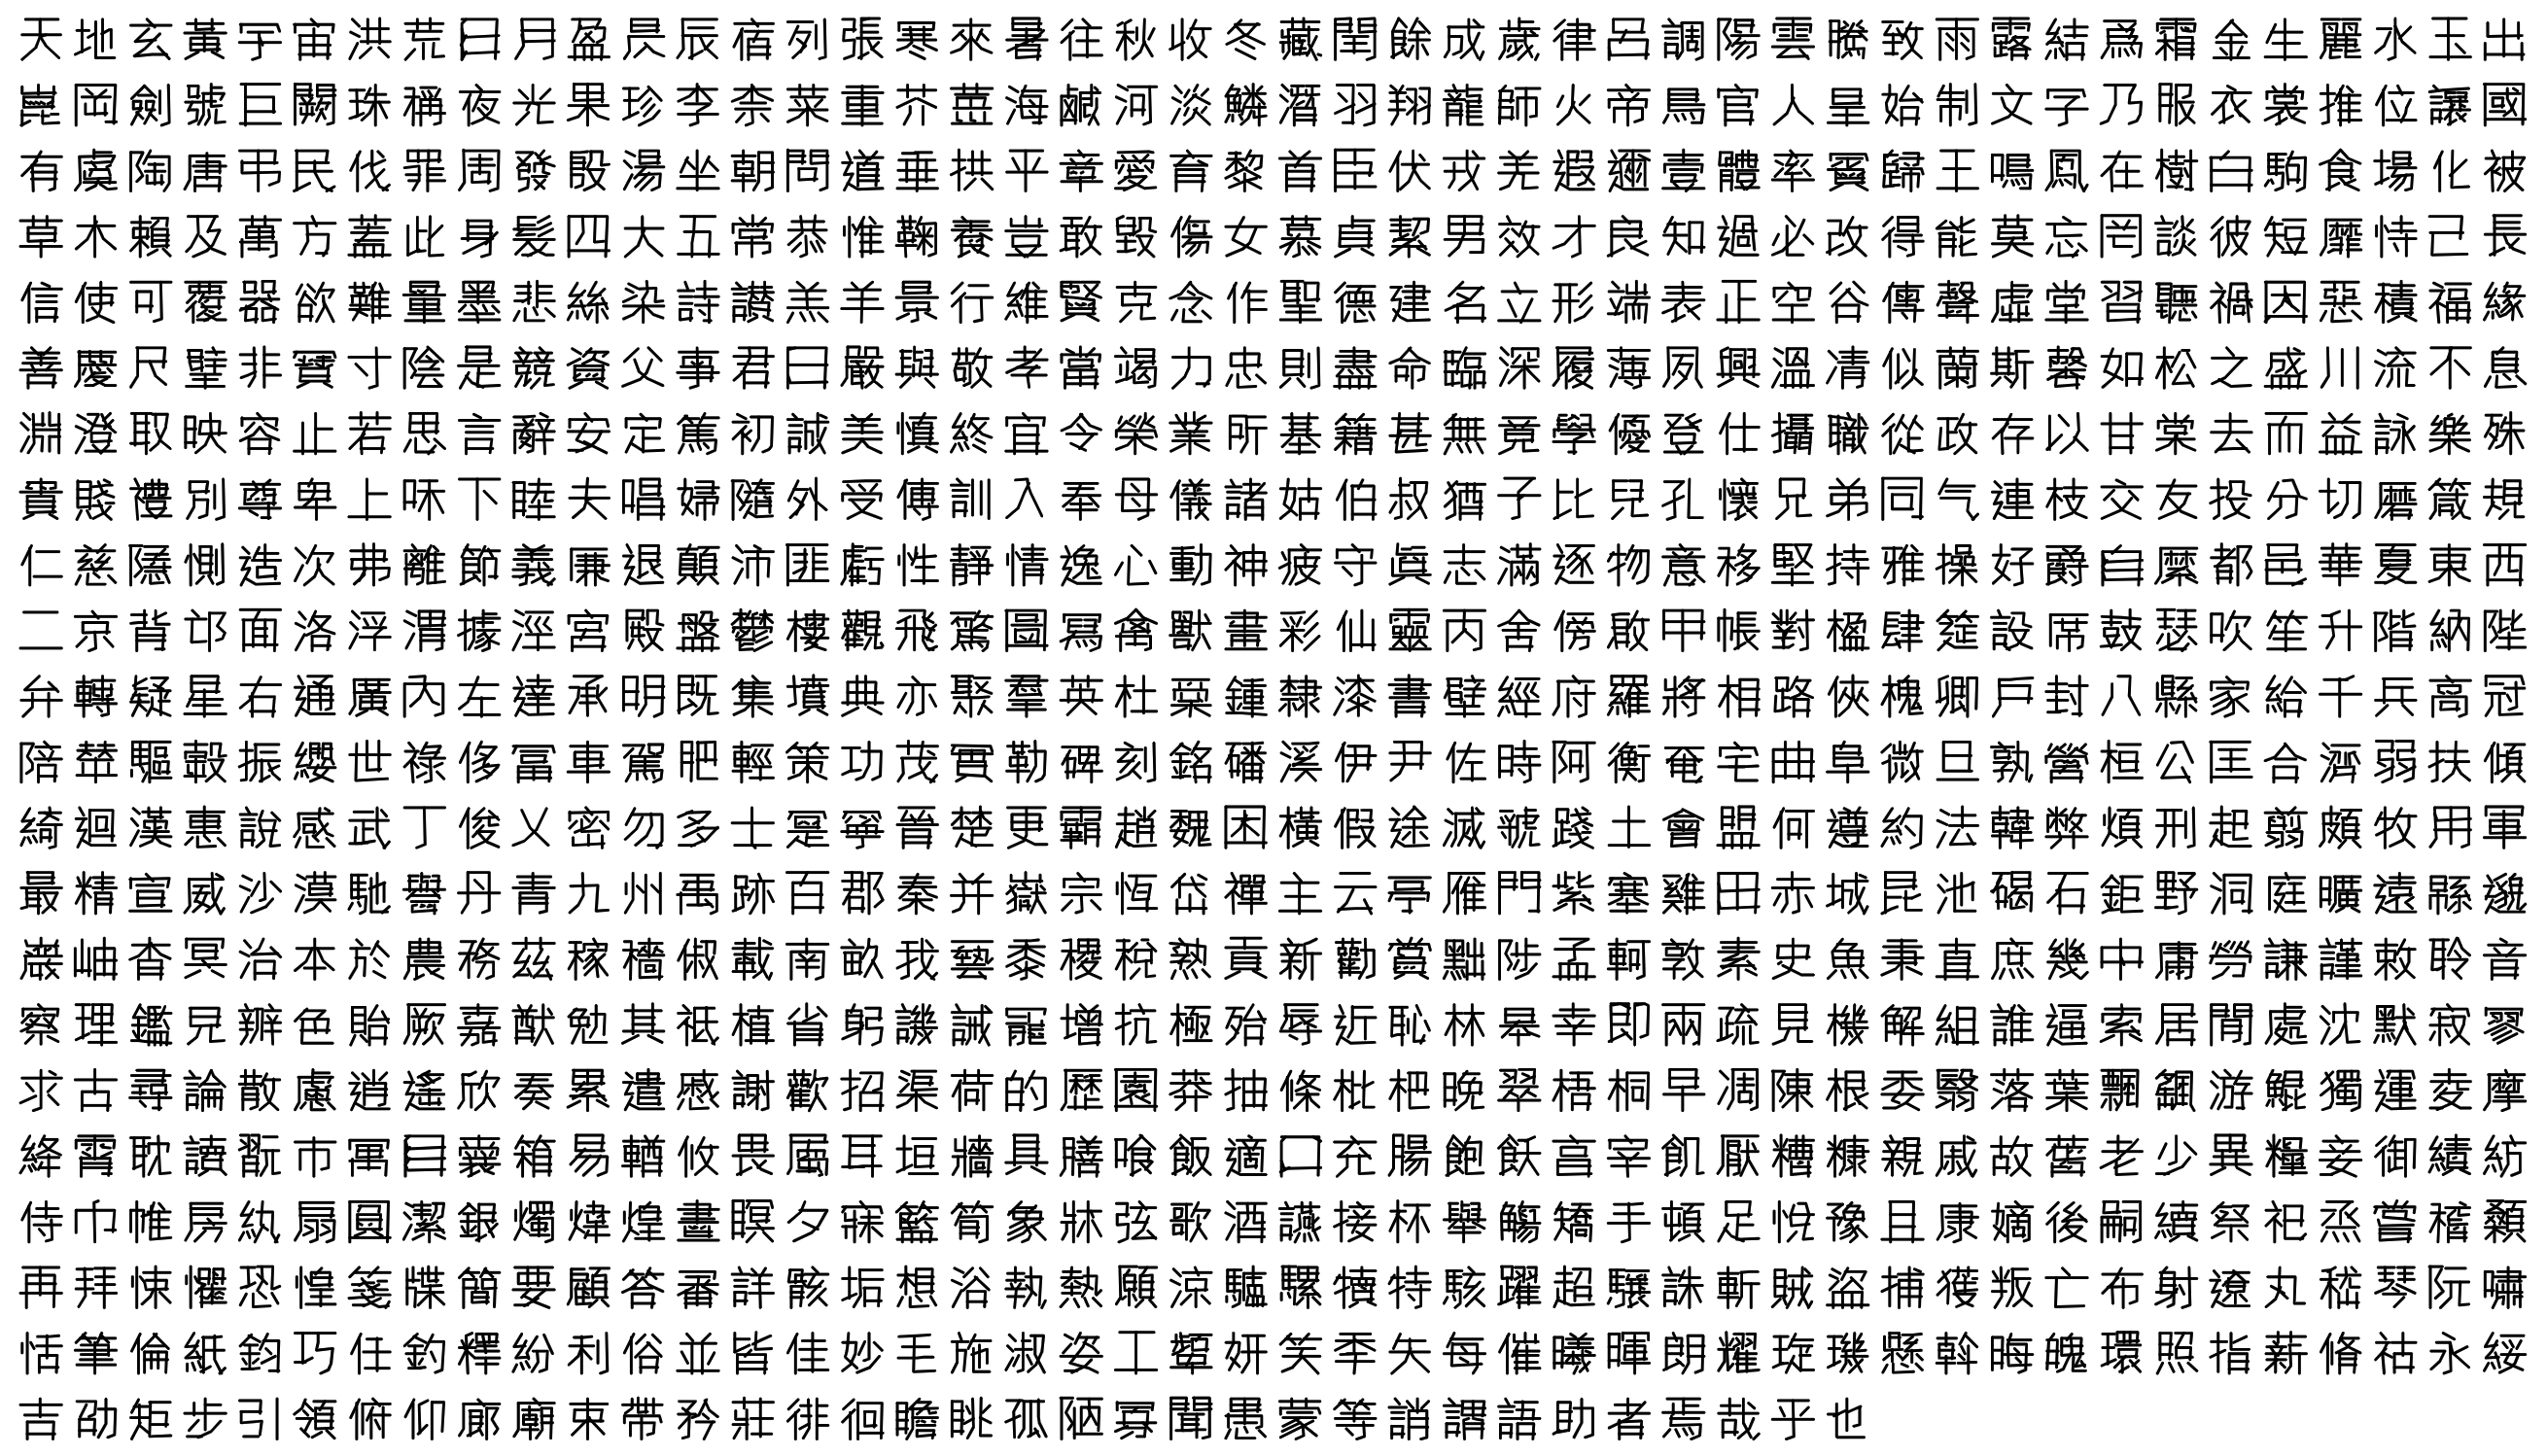 天地玄黃宇宙洪荒日月盈昃辰宿列張寒來暑往秋收冬藏閏餘成歲律呂調陽雲騰致雨露結爲霜金生麗水玉出
崑岡劍號巨闕珠稱夜光果珍李柰菜重芥薑海鹹河淡鱗潛羽翔龍師火帝鳥官人皇始制文字乃服衣裳推位讓國
有虞陶唐弔民伐罪周發殷湯坐朝問道垂拱平章愛育黎首臣伏戎羌遐邇壹體率賓歸王鳴鳳在樹白駒食場化被
草木賴及萬方蓋此身髮四大五常恭惟鞠養豈敢毀傷女慕貞絜男效才良知過必改得能莫忘罔談彼短靡恃己長
信使可覆器欲難量墨悲絲染詩讚羔羊景行維賢克念作聖德建名立形端表正空谷傳聲虛堂習聽禍因惡積福緣
善慶尺璧非寶寸陰是競資父事君曰嚴與敬孝當竭力忠則盡命臨深履薄夙興溫凊似蘭斯馨如松之盛川流不息
淵澄取映容止若思言辭安定篤初誠美慎終宜令榮業所基籍甚無竟學優登仕攝職從政存以甘棠去而益詠樂殊
貴賤禮別尊卑上咊下睦夫唱婦隨外受傅訓入奉母儀諸姑伯叔猶子比兒孔懷兄弟同气連枝交友投分切磨箴規
仁慈隱惻造次弗離節義廉退顛沛匪虧性靜情逸心動神疲守眞志滿逐物意移堅持雅操好爵自縻都邑華夏東西
二京背邙面洛浮渭據涇宮殿盤鬱樓觀飛驚圖寫禽獸畫彩仙靈丙舍傍啟甲帳對楹肆筵設席鼓瑟吹笙升階納陛
弁轉疑星右通廣內左達承明既集墳典亦聚羣英杜稾鍾隸漆書壁經府羅將相路俠槐卿戶封八縣家給千兵高冠
陪輦驅轂振纓世祿侈富車駕肥輕策功茂實勒碑刻銘磻溪伊尹佐時阿衡奄宅曲阜微旦孰營桓公匡合濟弱扶傾
綺迴漢惠說感武丁俊乂密勿多士寔寧晉楚更霸趙魏困橫假途滅虢踐土會盟何遵約法韓弊煩刑起翦頗牧用軍
最精宣威沙漠馳譽丹青九州禹跡百郡秦并嶽宗恆岱禪主云亭雁門紫塞雞田赤城昆池碣石鉅野洞庭曠遠緜邈
巖岫杳冥治本於農務茲稼穡俶載南畝我藝黍稷稅熟貢新勸賞黜陟孟軻敦素史魚秉直庶幾中庸勞謙謹敕聆音
察理鑑皃辨色貽厥嘉猷勉其祗植省躬譏誡寵增抗極殆辱近恥林皋幸即兩疏見機解組誰逼索居閒處沈默寂寥
求古尋論散慮逍遙欣奏累遣慼謝歡招渠荷的歷園莽抽條枇杷晚翠梧桐早凋陳根委翳落葉飄颻游鯤獨運夌摩
絳霄耽讀翫市寓目囊箱易輶攸畏屬耳垣牆具膳喰飯適口充腸飽飫亯宰飢厭糟糠親戚故舊老少異糧妾御績紡
侍巾帷房紈扇圓潔銀燭煒煌晝瞑夕寐籃筍象牀弦歌酒讌接杯舉觴矯手頓足悅豫且康嫡後嗣續祭祀烝嘗稽顙
再拜悚懼恐惶箋牒簡要顧答審詳骸垢想浴執熱願涼驢騾犢特駭躍超驤誅斬賊盜捕獲叛亡布射遼丸嵇琴阮嘯
恬筆倫紙鈞巧任釣釋紛利俗並皆佳妙毛施淑姿工顰妍笑季矢每催曦暉朗耀琁璣懸斡晦魄環照指薪脩祜永綏
吉劭矩步引領俯仰廊廟束帶矜莊徘徊瞻眺孤陋寡聞愚蒙等誚謂語助者焉哉乎也